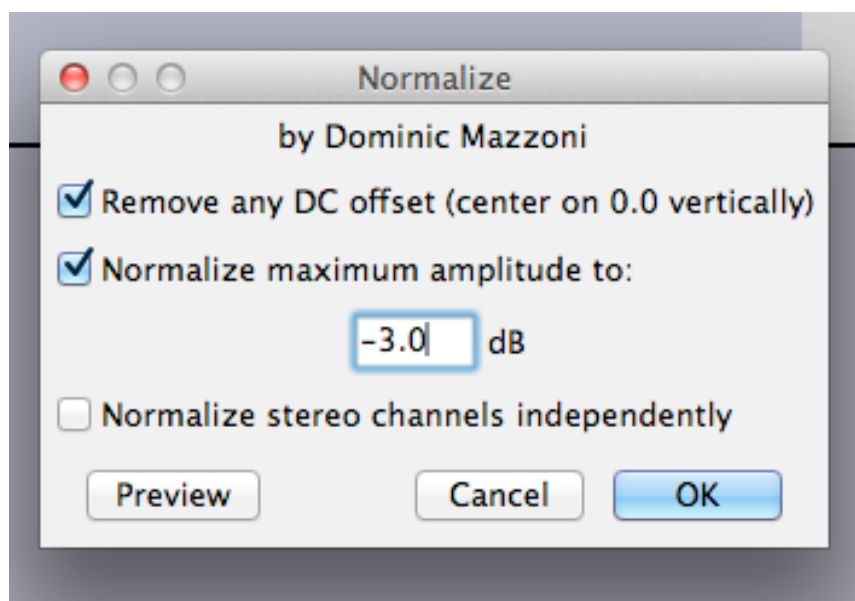 Normalize
by Dominic Mazzoni
Remove any DC offset (center on 0.0 vertically)
Normalize maximum amplitude to:
-3.0 dB
Normalize stereo channels independently
Preview Cancel OK